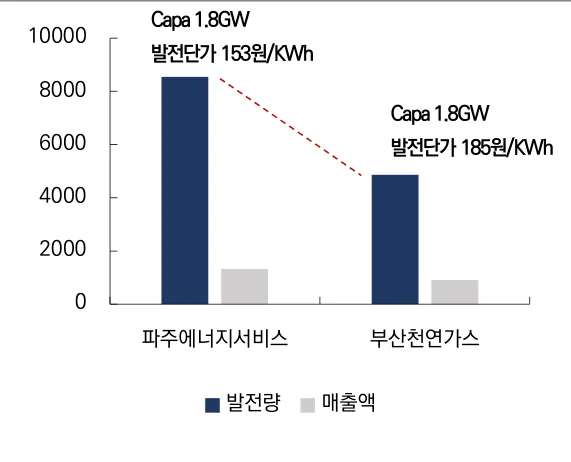 Capa 1.8GW
발전단가 153원/KWh
Capa 1.8GW
발전단가 185원/KWh
10000
8000
6000
4000
2000
0
파주에너지서비스
부산천연가스
발전량
매출액